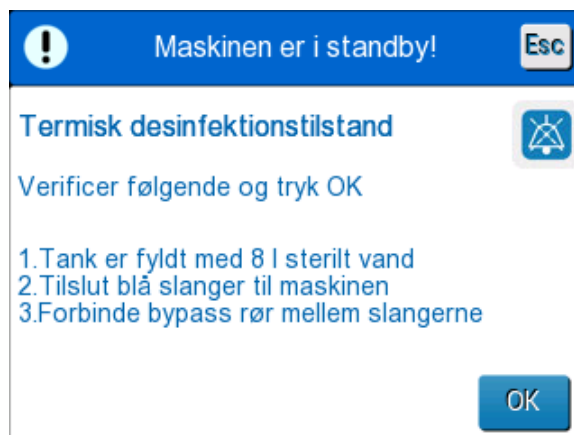 Maskinen er i standby!
Esc
Termisk desinfektionstilstand
Verificer følgende og tryk OK
1.Tank er fyldt med 8 l sterilt vand
2.Tilslut blå slanger til maskinen
3.Forbinde bypass rør mellem slangerne
OK